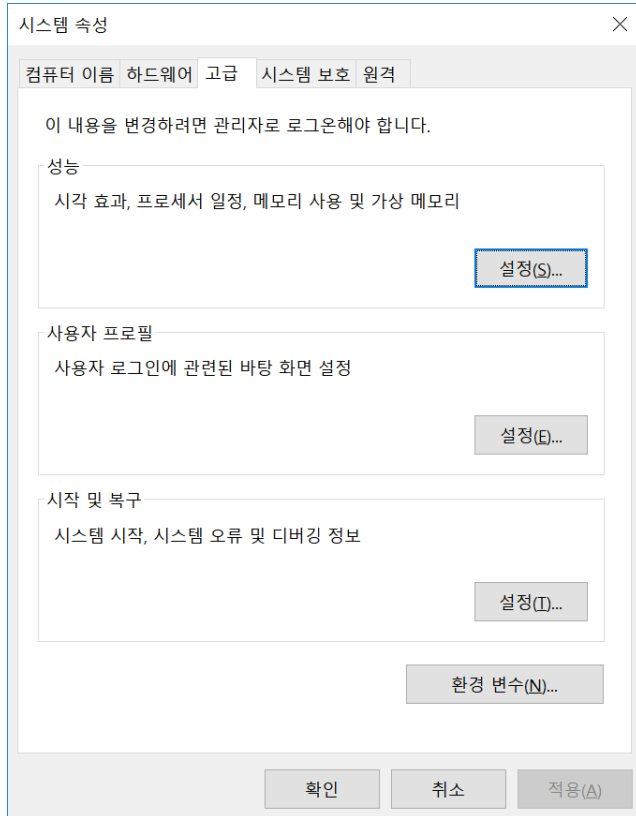 시스템 속성
컴퓨터 이름 하드웨어 고급 시스템 보호 원격
이 내용을 변경하려면 관리자로 로그온해야 합니다.
성능
시각 효과, 프로세서 일정, 메모리 사용 및 가상 메모리
설정(S)...
사용자 프로필
사용자 로그인에 관련된 바탕 화면 설정
설정(E)...
시작 및 복구
시스템 시작, 시스템 오류 및 디버깅 정보
설정(T)...
환경 변수(N)...
확인 취소 적용(A)